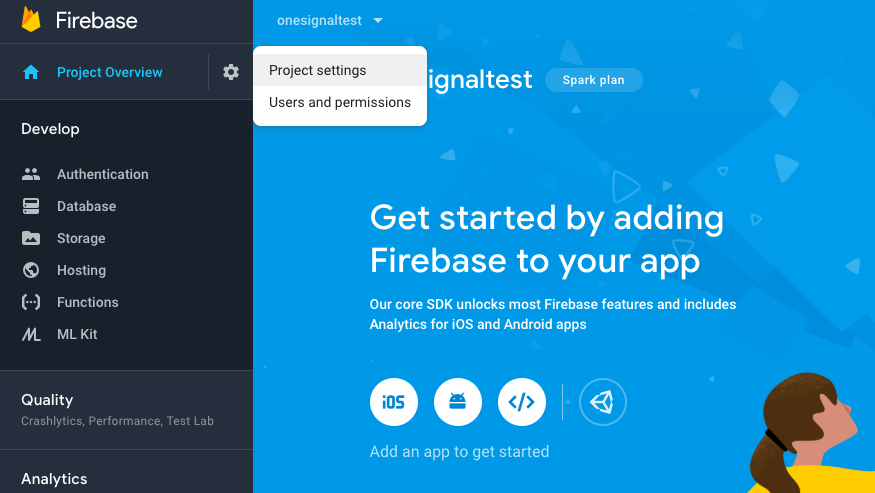 Firebase
onesignaltest
Project Overview
Project settings
Users and permissions
ignaltest
Spark plan
Develop
Authentication
Database
Storage
Hosting
Functions
ML Kit
Quality
Crashlytics, Performance, Test Lab
Analytics
Get started by adding
Firebase to your app
Our core SDK unlocks most Firebase features and includes
Analytics for iOS and Android apps
iOS
Add an app to get started